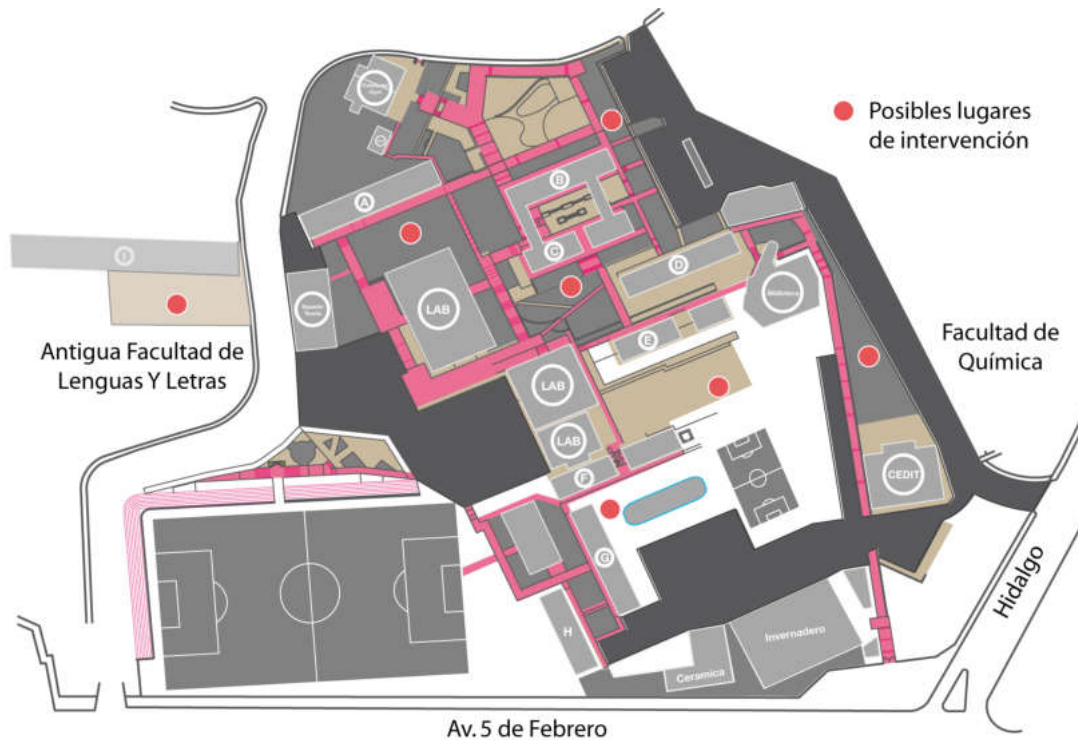 Posibles lugares
de intervención
A
B
C
D
I
LAB
Biblioteca
E
Antigua Facultad de
Lenguas Y Letras
Facultad de
Química
LAB
LAB
CEDIT
F
G
H
Invernadero
Ceramica
Hidalgo
Av. 5 de Febrero